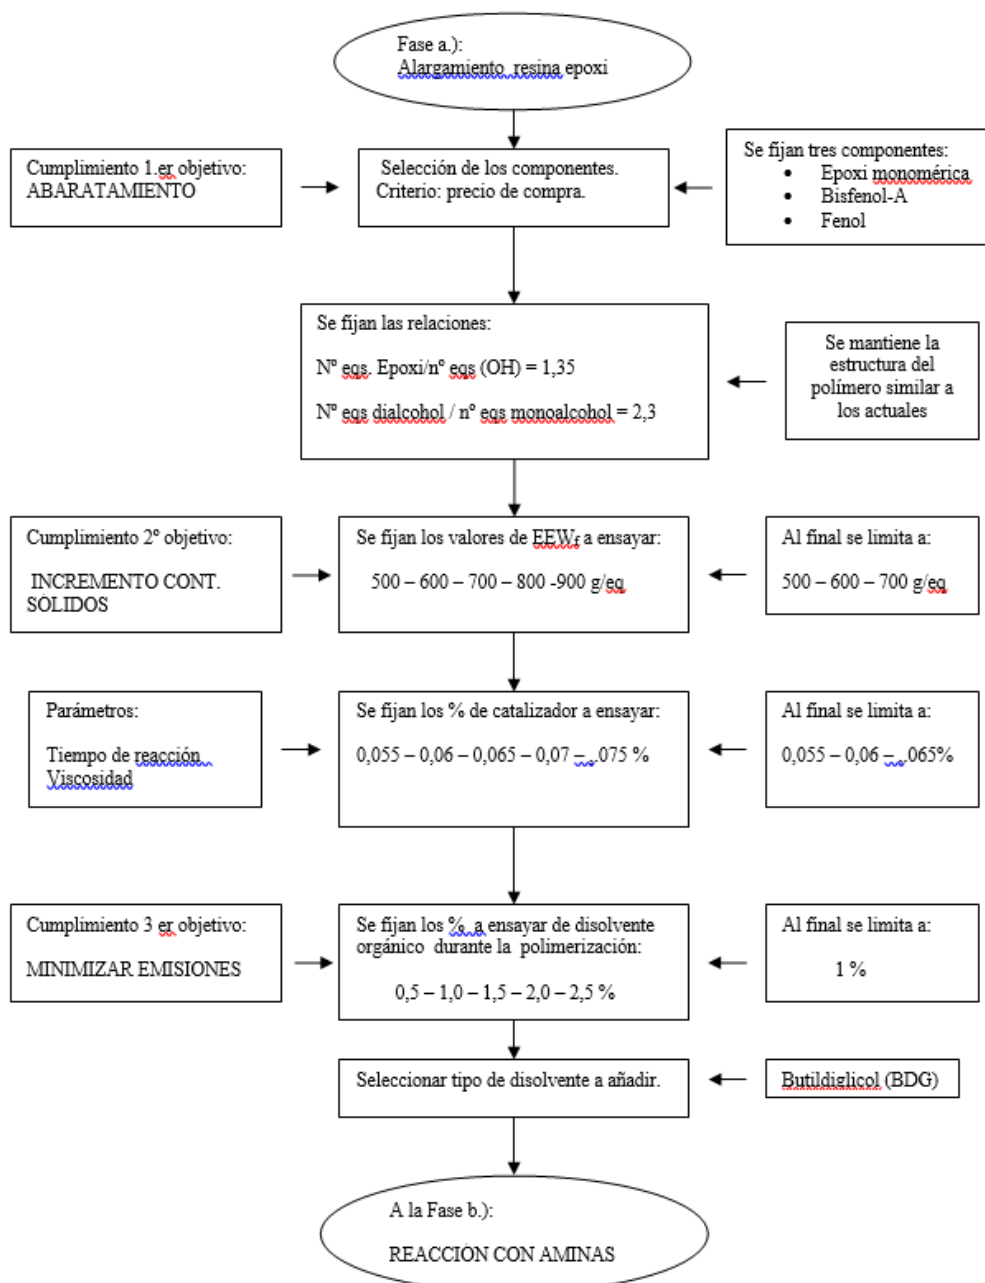 Fase a.):
Alargamiento resina epoxi
Cumplimiento 1.er objetivo:
ABARATAMIENTO
Selección de los componentes.
Criterio: precio de compra.
Se fijan tres componentes:
• Epoxi monomérica
• Bisfenol-A
• Fenol
Se fijan las relaciones:
Nº eqs. Epoxi/nº eqs (OH) = 1,35
Nº eqs dialcohol / nº eqs monoalcohol = 2,3
Se mantiene la
estructura del
polímero similar a
los actuales
Cumplimiento 2º objetivo:
INCREMENTO CONT.
SÓLIDOS
Se fijan los valores de EEWf a ensayar:
500 – 600 – 700 – 800 -900 g/eq
Al final se limita a:
500 – 600 – 700 g/eq
Parámetros:
Tiempo de reacción
Viscosidad
Se fijan los % de catalizador a ensayar:
0,055 – 0,06 – 0,065 – 0,07 – .075 %
Al final se limita a:
0,055 – 0,06 – .065%
Cumplimiento 3 er objetivo:
MINIMIZAR EMISIONES
Se fijan los % a ensayar de disolvente
orgánico durante la polimerización:
0,5 – 1,0 – 1,5 – 2,0 – 2,5 %
Al final se limita a:
1 %
Seleccionar tipo de disolvente a añadir.
Butildiglicol (BDG)
A la Fase b.):
REACCIÓN CON AMINAS